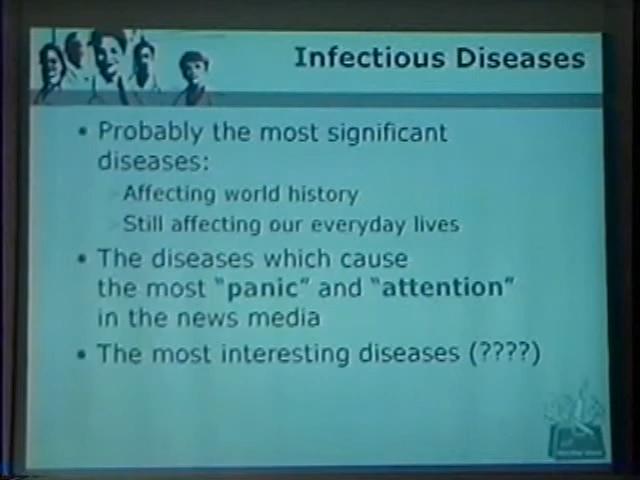 Infectious Diseases
• Probably the most significant
diseases:
Affecting world history
Still affecting our everyday lives
• The diseases which cause
the most "panic" and "attention"
in the news media
• The most interesting diseases (????)